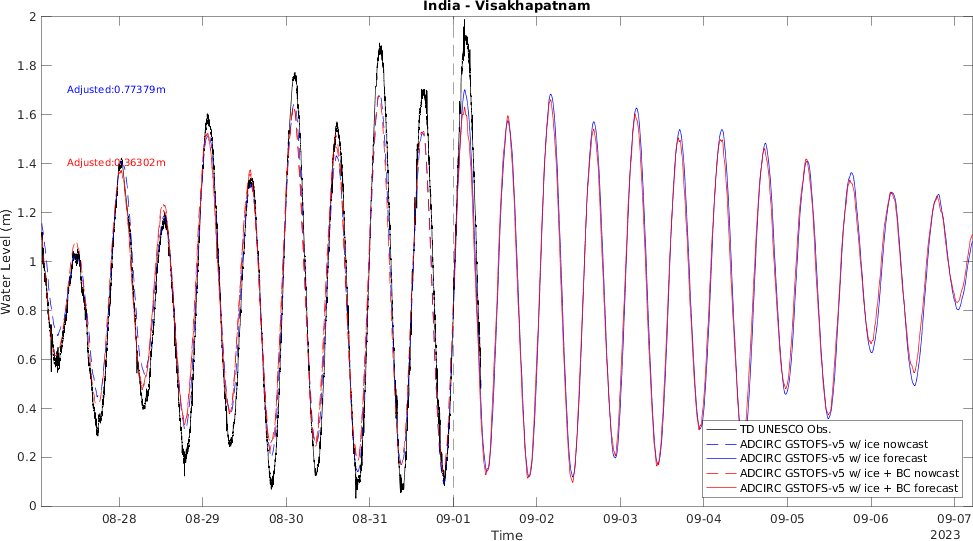 India - Visakhapatnam
2
1.8
1.6
1.4
1.2
1
0.8
0.6
0.4
0.2
0
Water Level (m)
Adjusted:0.77379m
Adjusted:0.36302m
TD UNESCO Obs.
ADCIRC GSTOFS-v5 w/ ice nowcast
ADCIRC GSTOFS-v5 w/ ice forecast
ADCIRC GSTOFS-v5 w/ ice + BC nowcast
ADCIRC GSTOFS-v5 w/ ice + BC forecast
08-28 08-29 08-30 08-31 09-01 09-02 09-03 09-04 09-05 09-06 09-07
2023
Time